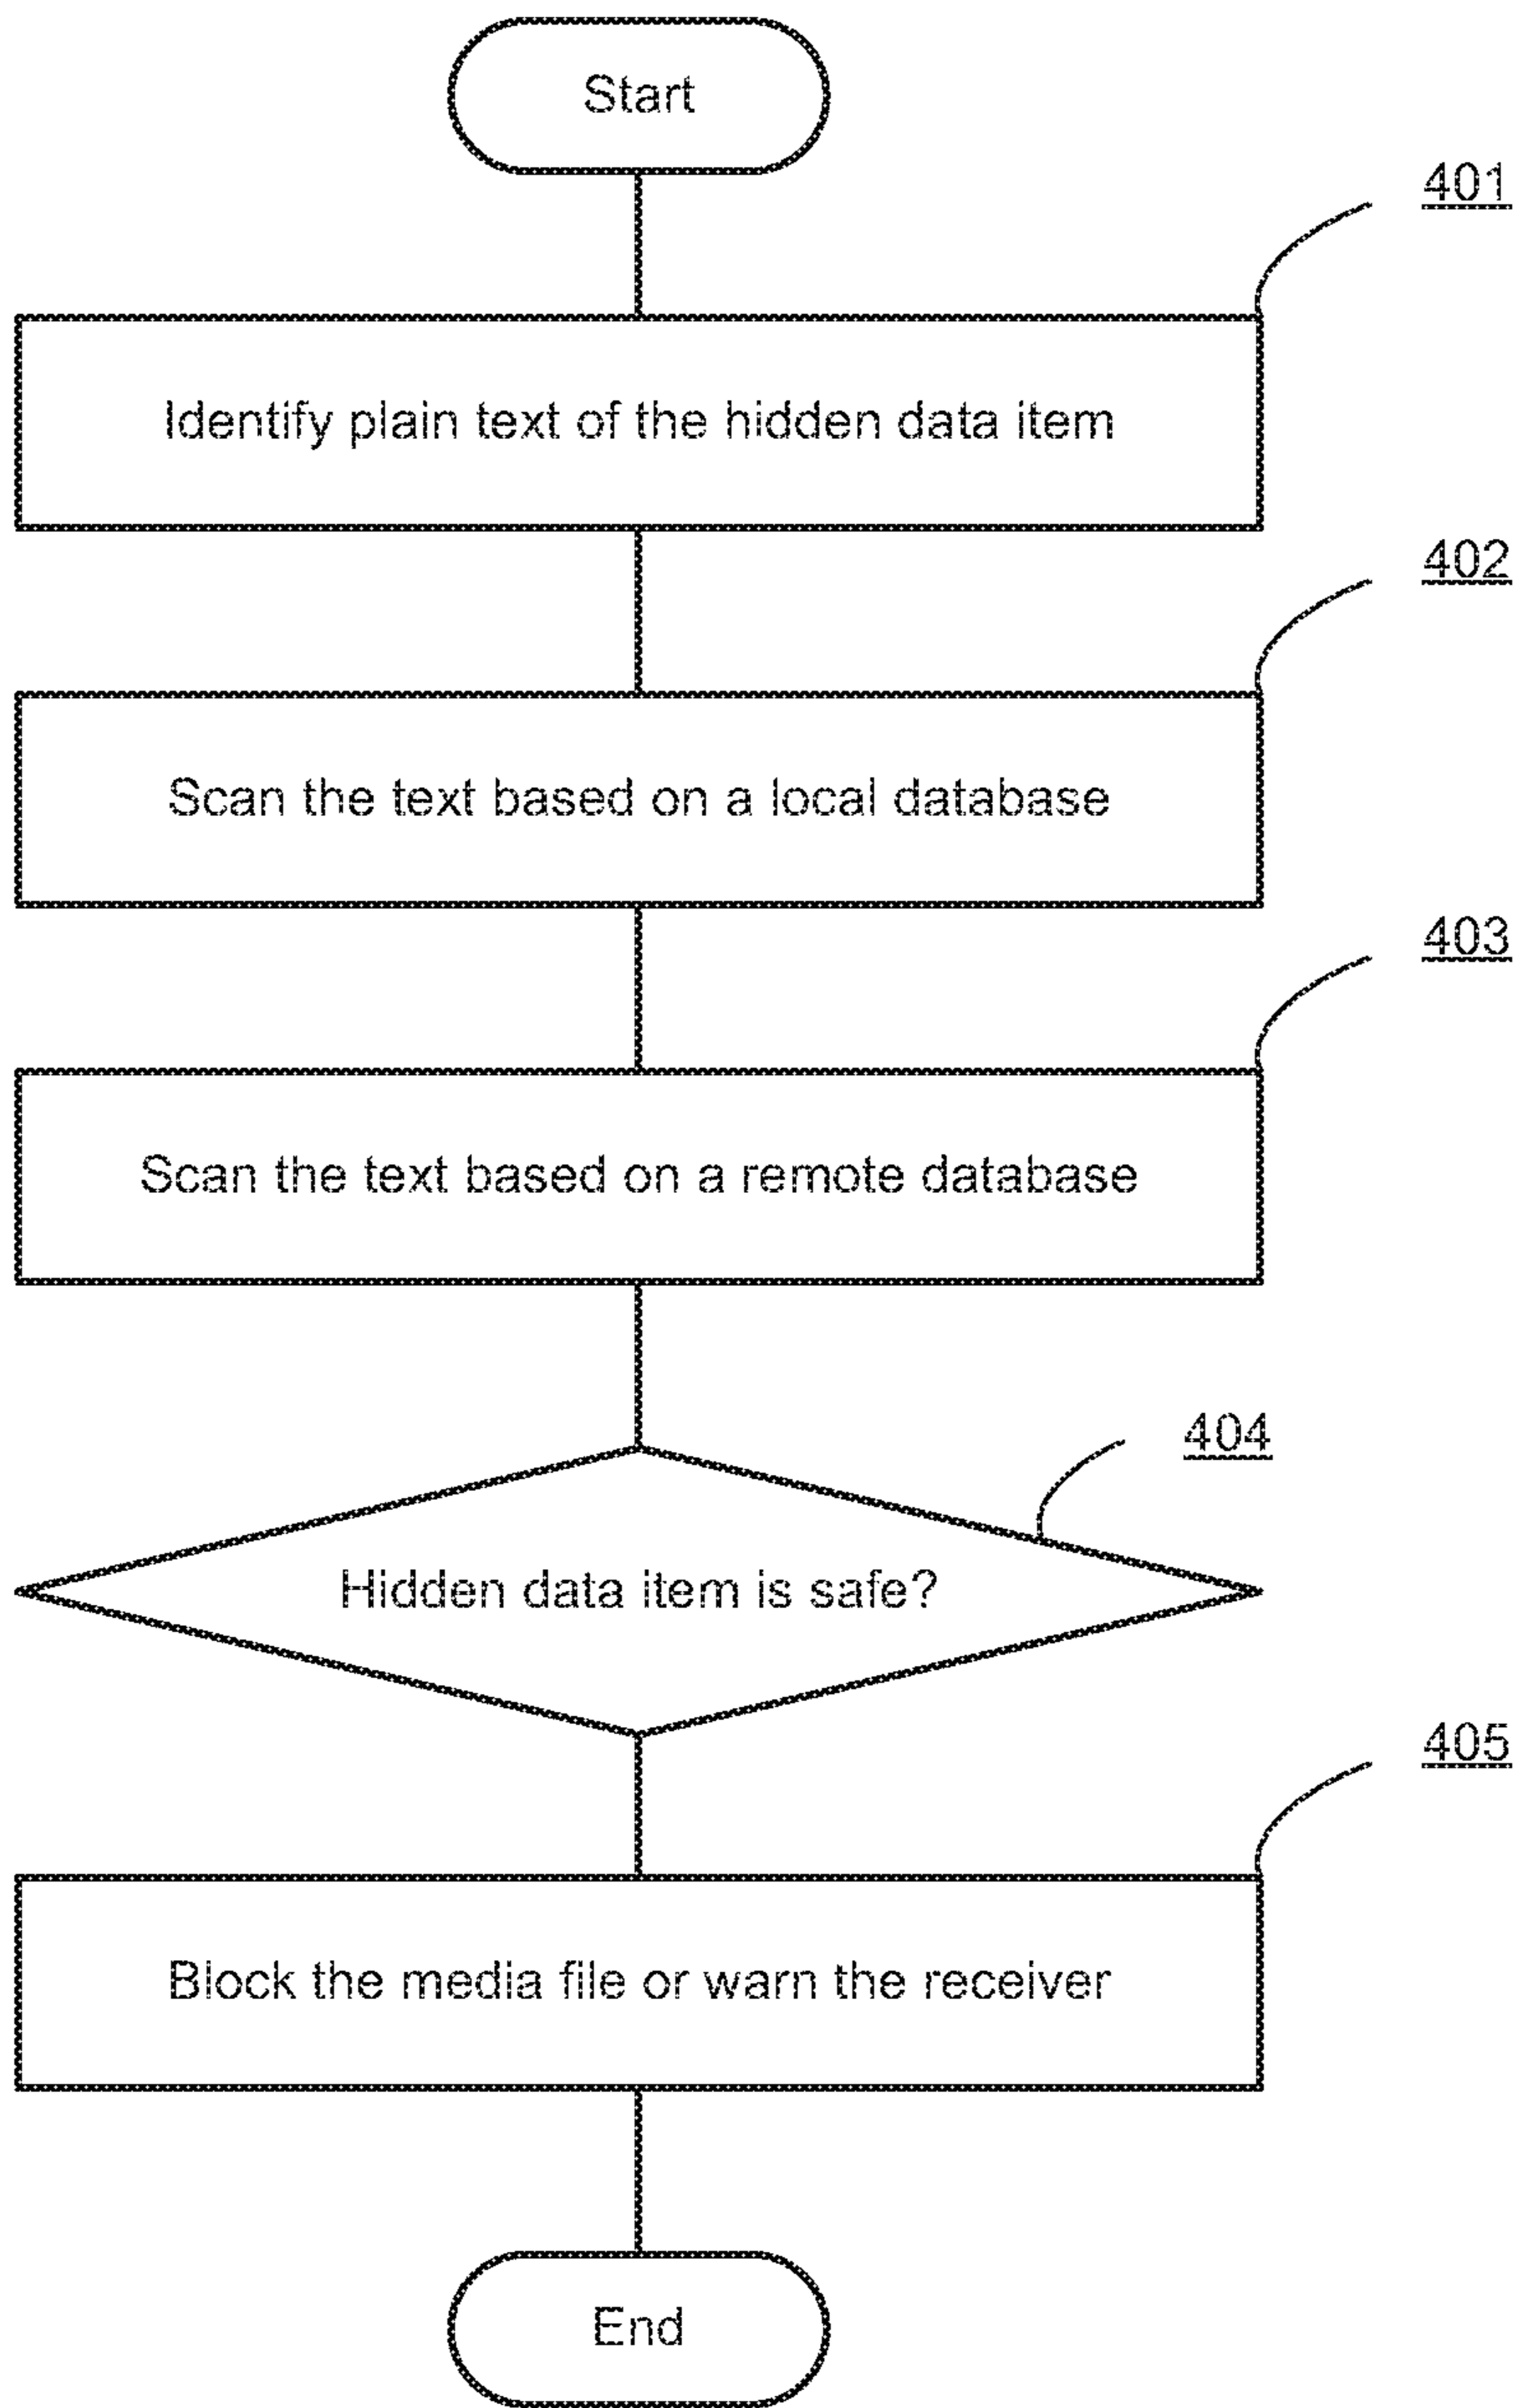 Start
401
Identify plain text of the hidden data item
402
Scan the text based on a local database
403
Scan the text based on a remote database
404
Hidden data item is safe?
405
Block the media file or warn the receiver
End